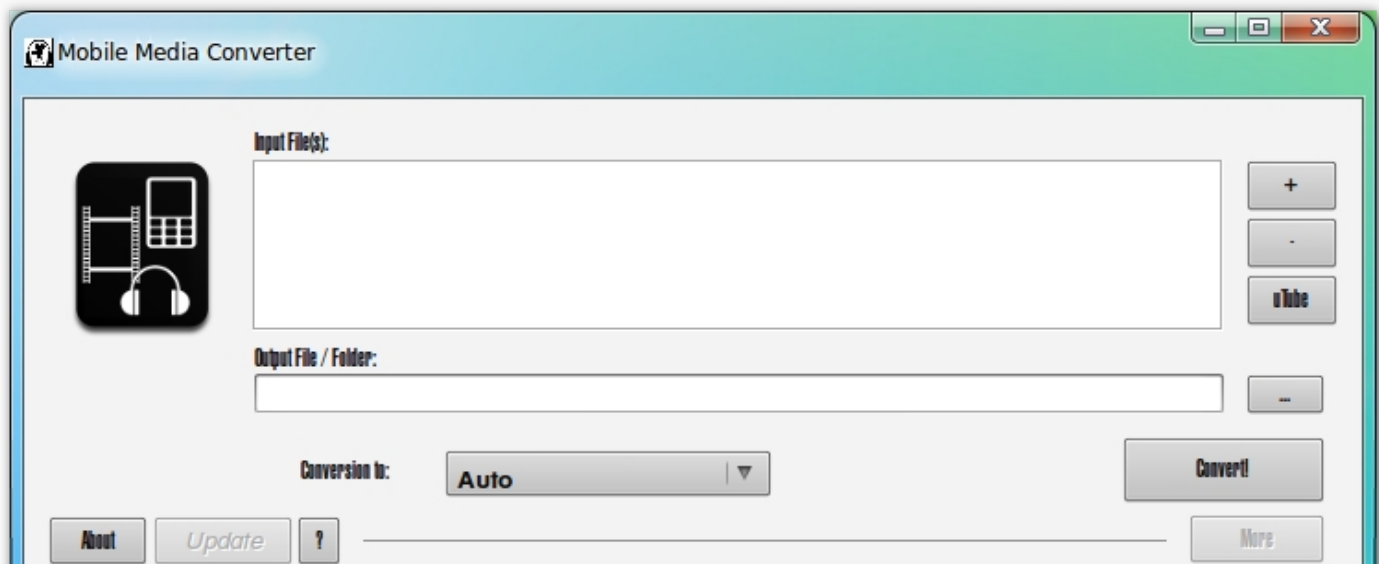 Mobile Media Converter
Input File(s):
+
-
uTube
Output File / Folder:
...
Conversion to:
Auto
Convert!
About
Update
?
More